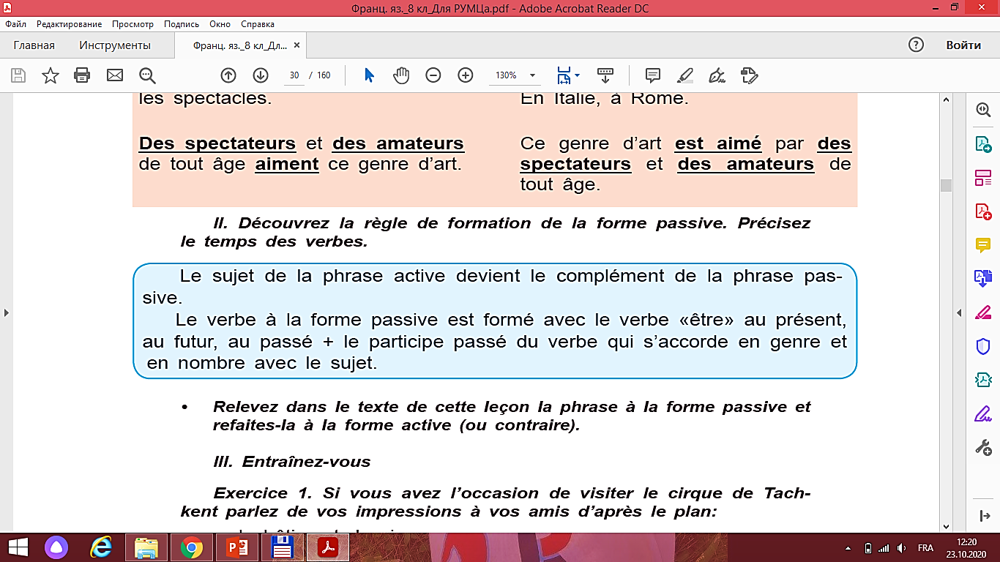 Франц. яз._8 кл_Для РУМЦа.pdf - Adobe Acrobat Reader DC
Файл Редактирование Просмотр Подпись Окно Справка
Главная Инструменты Франц. яз._8 кл_Дл... × Войти
30 / 160 130%
les spectacles.
En Italie, à Rome.
Des spectateurs et des amateurs
de tout âge aiment ce genre d’art.
Ce genre d’art est aimé par des
spectateurs et des amateurs de
tout âge.
II. Découvrez la règle de formation de la forme passive. Précisez
le temps des verbes.
Le sujet de la phrase active devient le complément de la phrase pas-
sive.
Le verbe à la forme passive est formé avec le verbe «être» au présent,
au futur, au passé + le participe passé du verbe qui s’accorde en genre et
en nombre avec le sujet.
• Relevez dans le texte de cette leçon la phrase à la forme passive et
refaites-la à la forme active (ou contraire).
III. Entraînez-vous
Exercice 1. Si vous avez l’occasion de visiter le cirque de Tach-
kent parlez de vos impressions à vos amis d’après le plan:
FRA
12:20
23.10.2020